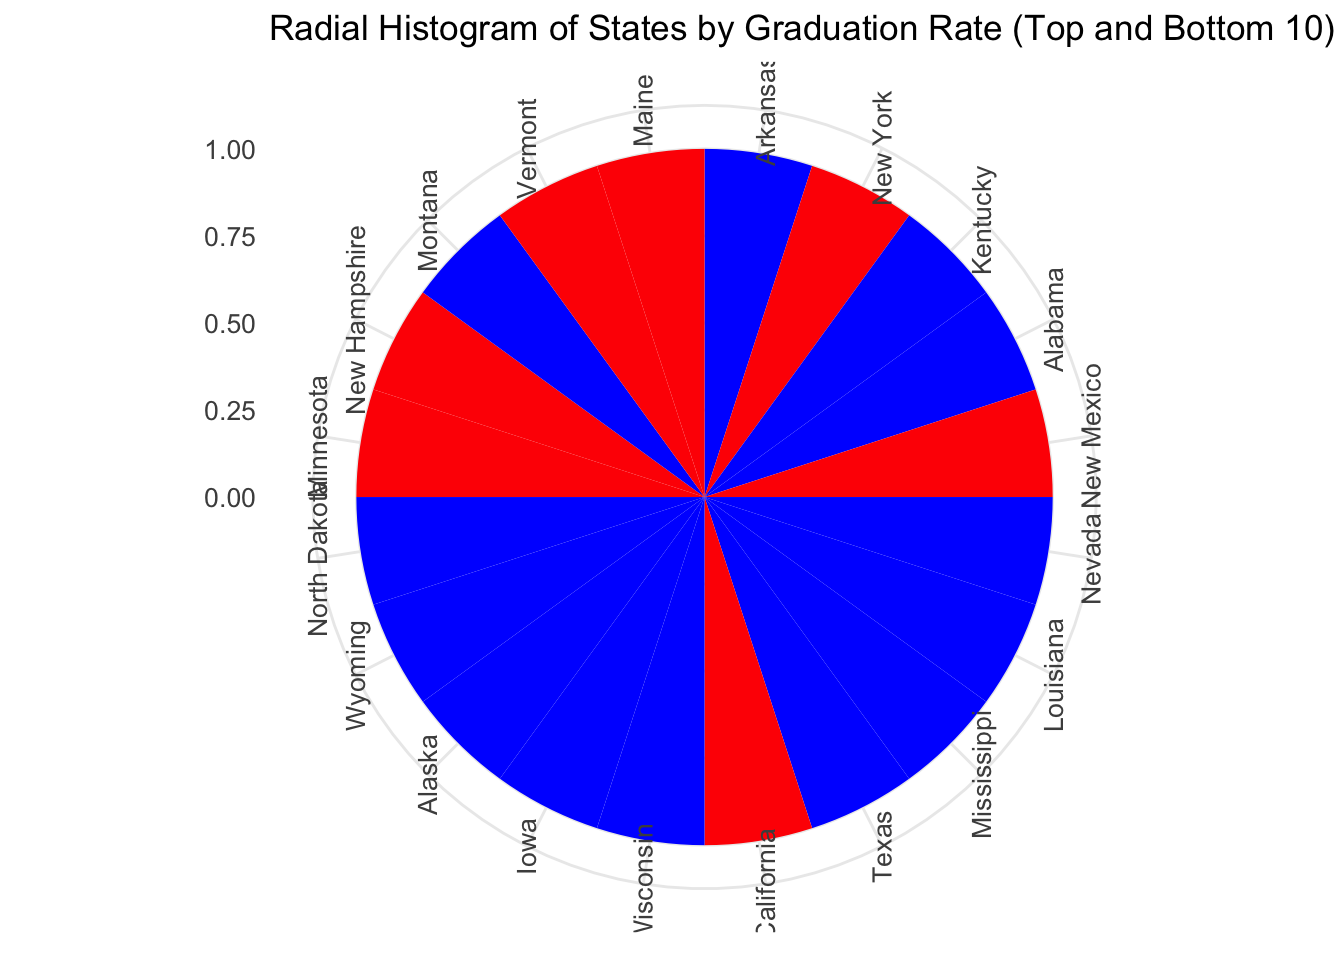 Radial Histogram of States by Graduation Rate (Top and Bottom 10)
1.00
0.75
0.50
0.25
0.00
Arkansas
New York
Kentucky
Alabama
New Mexico
Nevada
Louisiana
Mississippi
Texas
California
Wisconsin
Iowa
Alaska
Wyoming
North Dakota
Minnesota
New Hampshire
Montana
Vermont
Maine